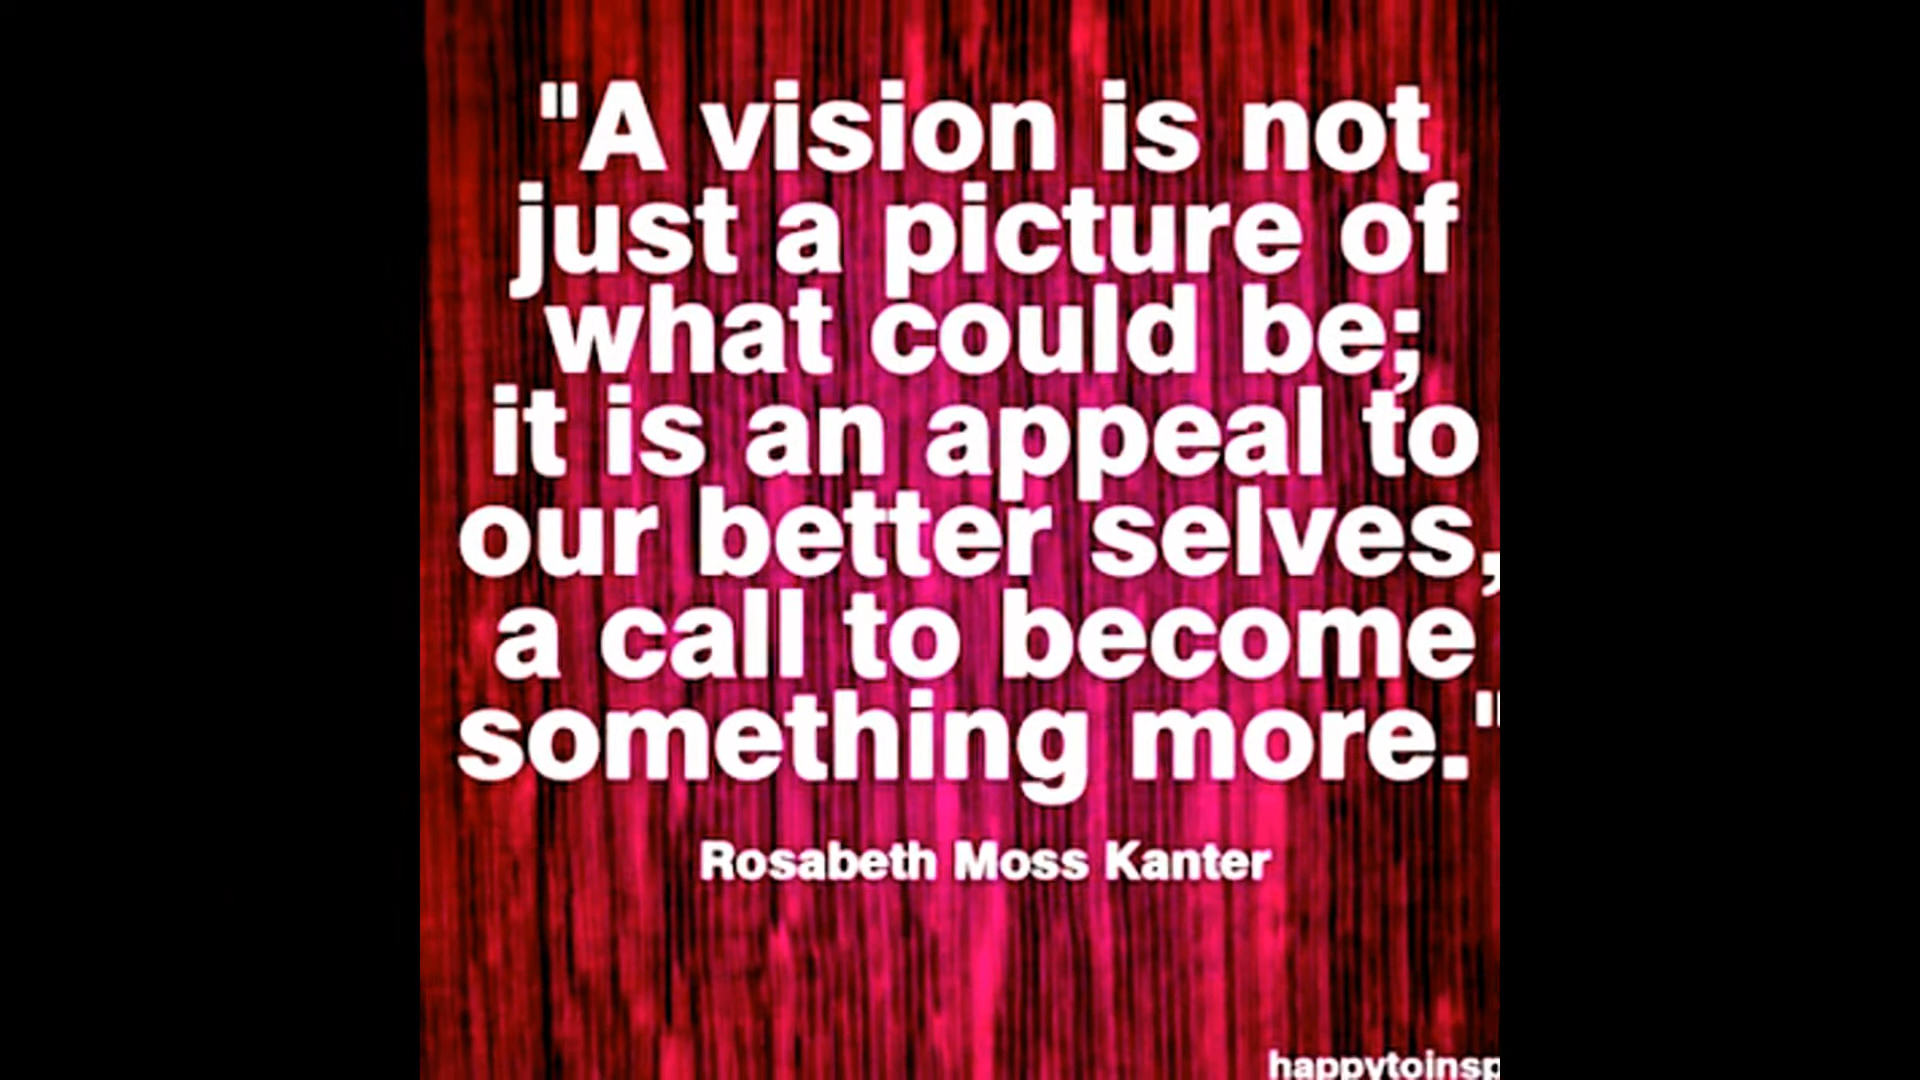 "A vision is not
just a picture of
what could be;
it is an appeal to
our better selves,
a call to become
something more."
Rosabeth Moss Kanter
happytoinsp